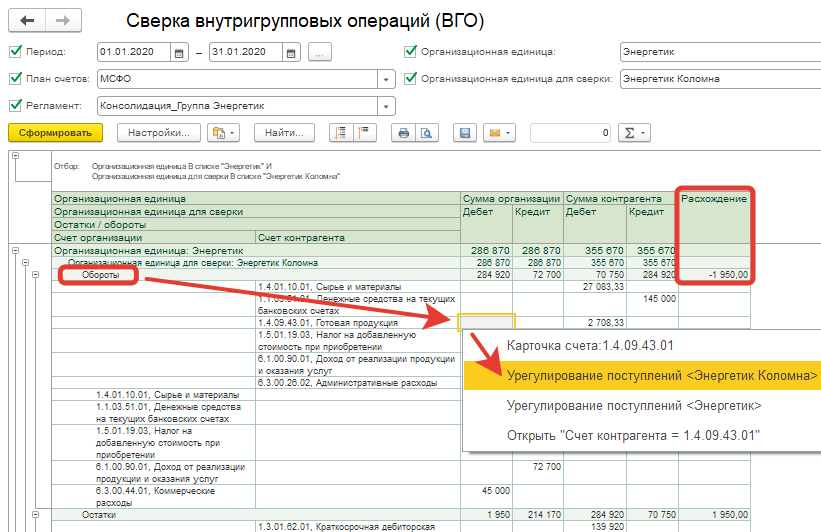 Сверка внутригрупповых операций (ВГО)
Период: 01.01.2020 – 31.01.2020 ... Организационная единица: Энергетик
План счетов: МСФО Организационная единица для сверки: Энергетик Коломна
Регламент: Консолидация_Группа Энергетик
Сформировать Настройки... Найти... 0 Σ
Отбор: Организационная единица В списке "Энергетик" И
Организационная единица для сверки В списке "Энергетик Коломна"
Организационная единица Сумма организации Сумма контрагента Расхождение
Организационная единица для сверки Дебет Кредит Дебет Кредит
Остатки / обороты
Счет организации Счет контрагента
Организационная единица: Энергетик 286 870 286 870 355 670 355 670
Организационная единица для сверки: Энергетик Коломна 286 870 286 870 355 670 355 670
Обороты 284 920 72 700 70 750 284 920 -1 950,00
1.4.01.10.01, Сырье и материалы 27 083,33
1.1.03.51.01, Денежные средства на текущих 145 000
банковских счетах
1.4.09.43.01, Готовая продукция 2 708,33
1.5.01.19.03, Налог на добавленную
стоимость при приобретении
6.1.00.90.01, Доход от реализации продукции
и оказания услуг
6.3.00.26.02, Административные расходы
Карточка счета:1.4.09.43.01
Урегулирование поступлений <Энергетик Коломна>
Урегулирование поступлений <Энергетик>
Открыть "Счет контрагента = 1.4.09.43.01"
1.4.01.10.01, Сырье и материалы
1.1.03.51.01, Денежные средства
на текущих банковских счетах
1.5.01.19.03, Налог на
добавленную стоимость при
приобретении
6.1.00.90.01, Доход от реализации 72 700
продукции и оказания услуг
6.3.00.44.01, Коммерческие 45 000
расходы
Остатки 1 950 214 170 284 920 70 750 1 950,00
1.3.01.62.01, Краткосрочная дебиторская 139 920